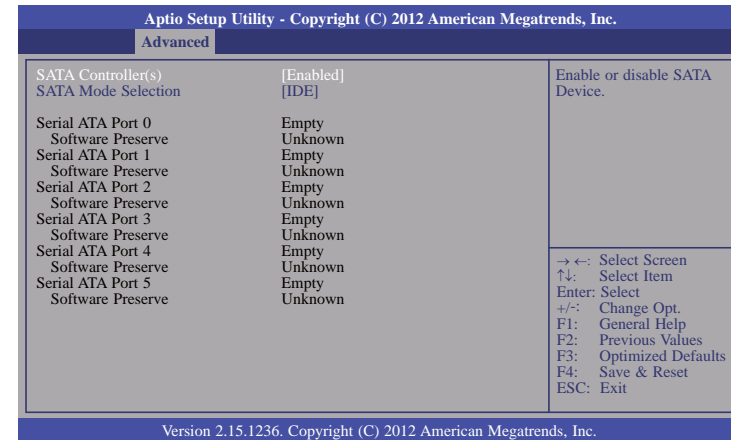 Aptio Setup Utility - Copyright (C) 2012 American Megatrends, Inc.
Advanced
SATA Controller(s) [Enabled]
SATA Mode Selection [IDE]
Serial ATA Port 0 Empty
Software Preserve Unknown
Serial ATA Port 1 Empty
Software Preserve Unknown
Serial ATA Port 2 Empty
Software Preserve Unknown
Serial ATA Port 3 Empty
Software Preserve Unknown
Serial ATA Port 4 Empty
Software Preserve Unknown
Serial ATA Port 5 Empty
Software Preserve Unknown
Enable or disable SATA
Device.
→←: Select Screen
↑↓: Select Item
Enter: Select
+/-: Change Opt.
F1: General Help
F2: Previous Values
F3: Optimized Defaults
F4: Save & Reset
ESC: Exit
Version 2.15.1236. Copyright (C) 2012 American Megatrends, Inc.